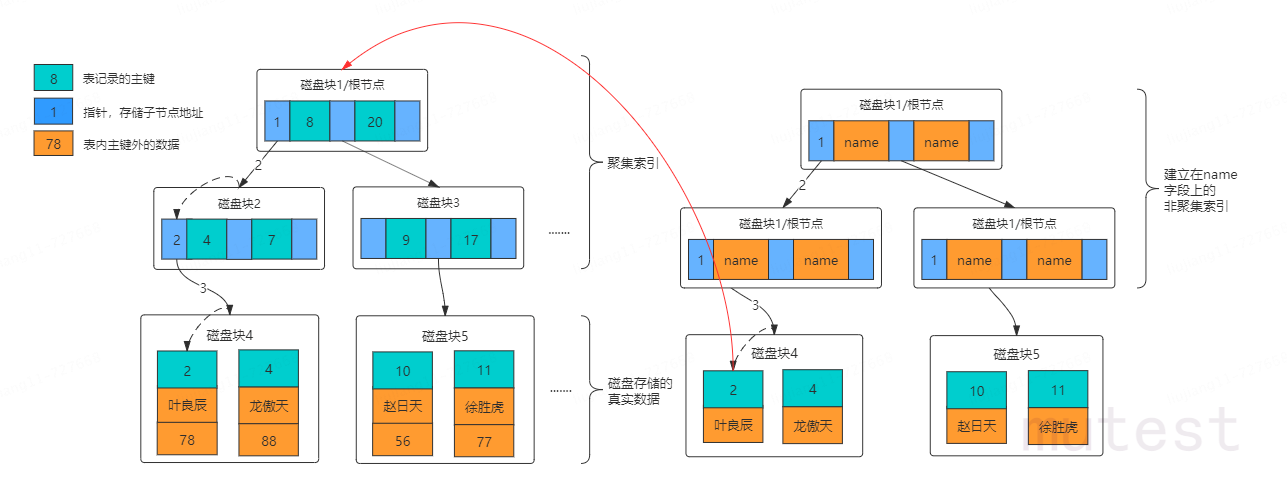 8
表记录的主键
1
指针，存储子节点地址
78
表内主键外的数据
磁盘块1/根节点
1
8
20
2
磁盘块2
2
4
7
磁盘块3
9
17
.......
聚集索引
3
磁盘块4
2
叶良辰
78
4
龙傲天
88
磁盘块5
10
赵日天
56
11
徐胜虎
77
.......
磁盘存储的
真实数据
磁盘块1/根节点
1
name
name
2
磁盘块1/根节点
1
name
name
磁盘块1/根节点
1
name
name
建立在name
字段上的
非聚集索引
3
磁盘块4
2
叶良辰
4
龙傲天
磁盘块5
10
赵日天
11
徐胜虎
mutest